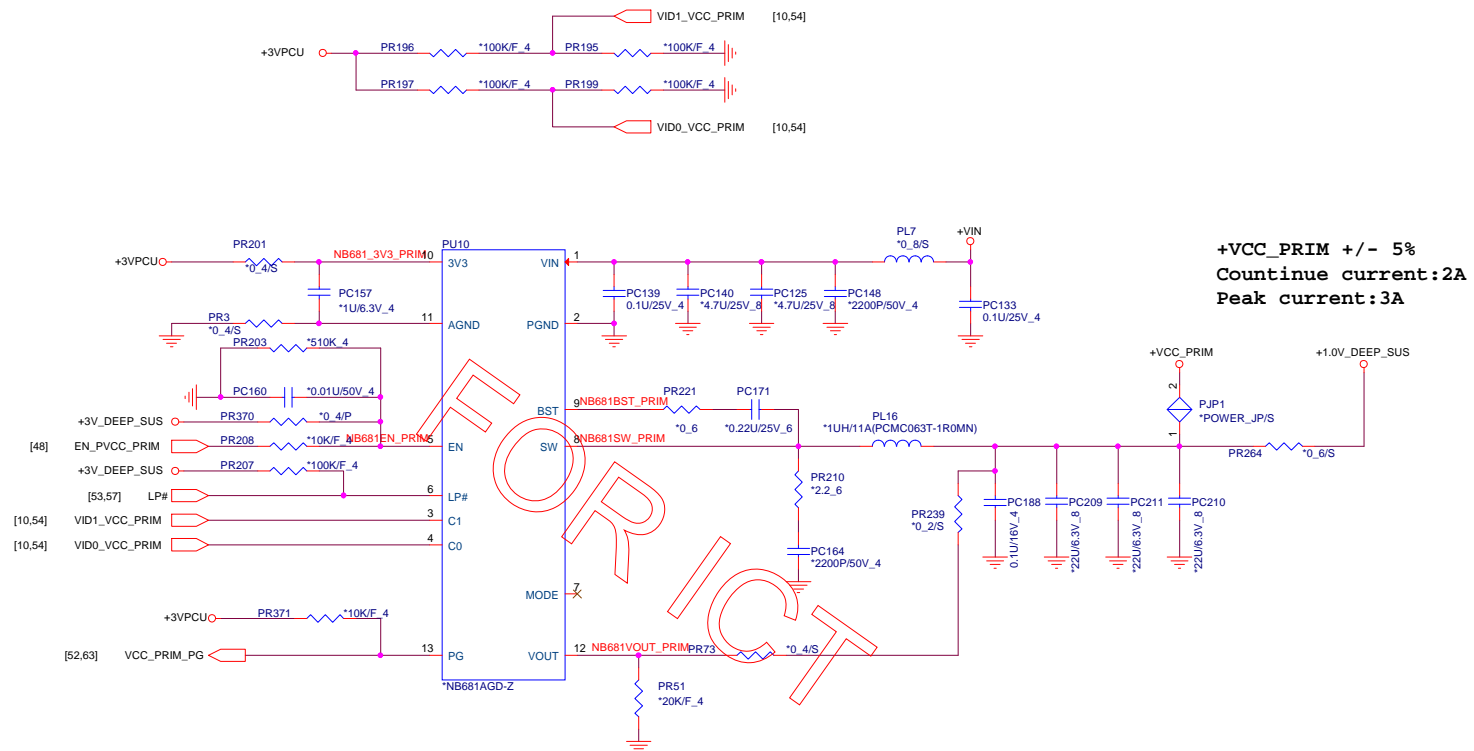 VID1_VCC_PRIM [10,54]
+3VPCU PR196 *100K/F_4 PR195 *100K/F_4
PR197 *100K/F_4 PR199 *100K/F_4
VID0_VCC_PRIM [10,54]
+VCC_PRIM +/- 5%
Countinue current:2A
Peak current:3A
+3VPCU PR201 *0_4/S
NB681_3V3_PRIM 10
PC157
*1U/6.3V_4
PR3 *0_4/S
11
PR203 *510K_4
PC160 *0.01U/50V_4
+3V_DEEP_SUS PR370 *0_4/P
[48] EN_PVCC_PRIM PR208 *10K/F_4 NB681EN_PRIM 5
+3V_DEEP_SUS PR207 *100K/F_4
[53,57] LP# 6
[10,54] VID1_VCC_PRIM 3
[10,54] VID0_VCC_PRIM 4
+3VPCU PR371 *10K/F_4
[52,63] VCC_PRIM_PG 13
PU10
3V3 VIN
AGND PGND
BST
EN SW
LP#
C1
C0
MODE
PG VOUT
*NB681AGD-Z
1
PL7
*0_8/S
+VIN
PC139
0.1U/25V_4
PC140
*4.7U/25V_8
PC125
*4.7U/25V_8
PC148
*2200P/50V_4
PC133
0.1U/25V_4
2
9 NB681BST_PRIM
PR221
*0_6
PC171
*0.22U/25V_6
8 NB681SW_PRIM
PL16
*1UH/11A(PCMC063T-1R0MN)
PR210
*2.2_6
PC164
*2200P/50V_4
7
12 NB681VOUT_PRIM PR73 *0_4/S
PR51
*20K/F_4
PR239
*0_2/S
PC188
0.1U/16V_4
PC209
*22U/6.3V_8
PC211
*22U/6.3V_8
PC210
*22U/6.3V_8
+VCC_PRIM
2
PJP1
*POWER_JP/S
1
+1.0V_DEEP_SUS
PR264
*0_6/S
FOR ICT